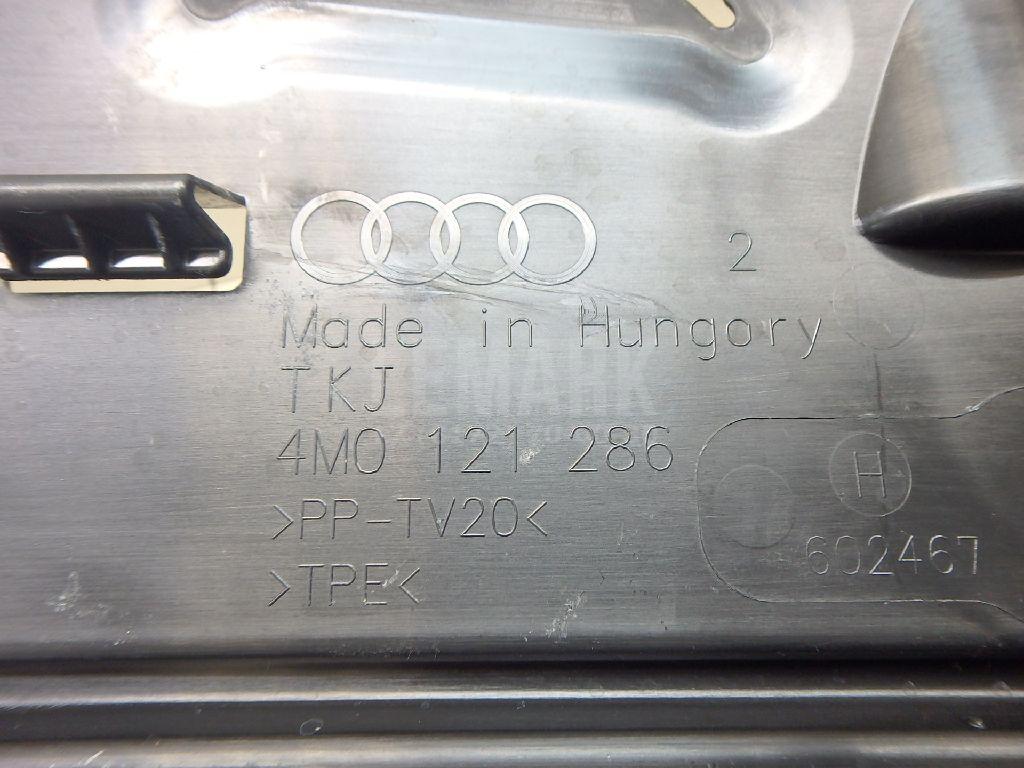 2
Made in Hungory
TKJ
4M0 121 286
>PP-TV20<
H
>TPE<
602467